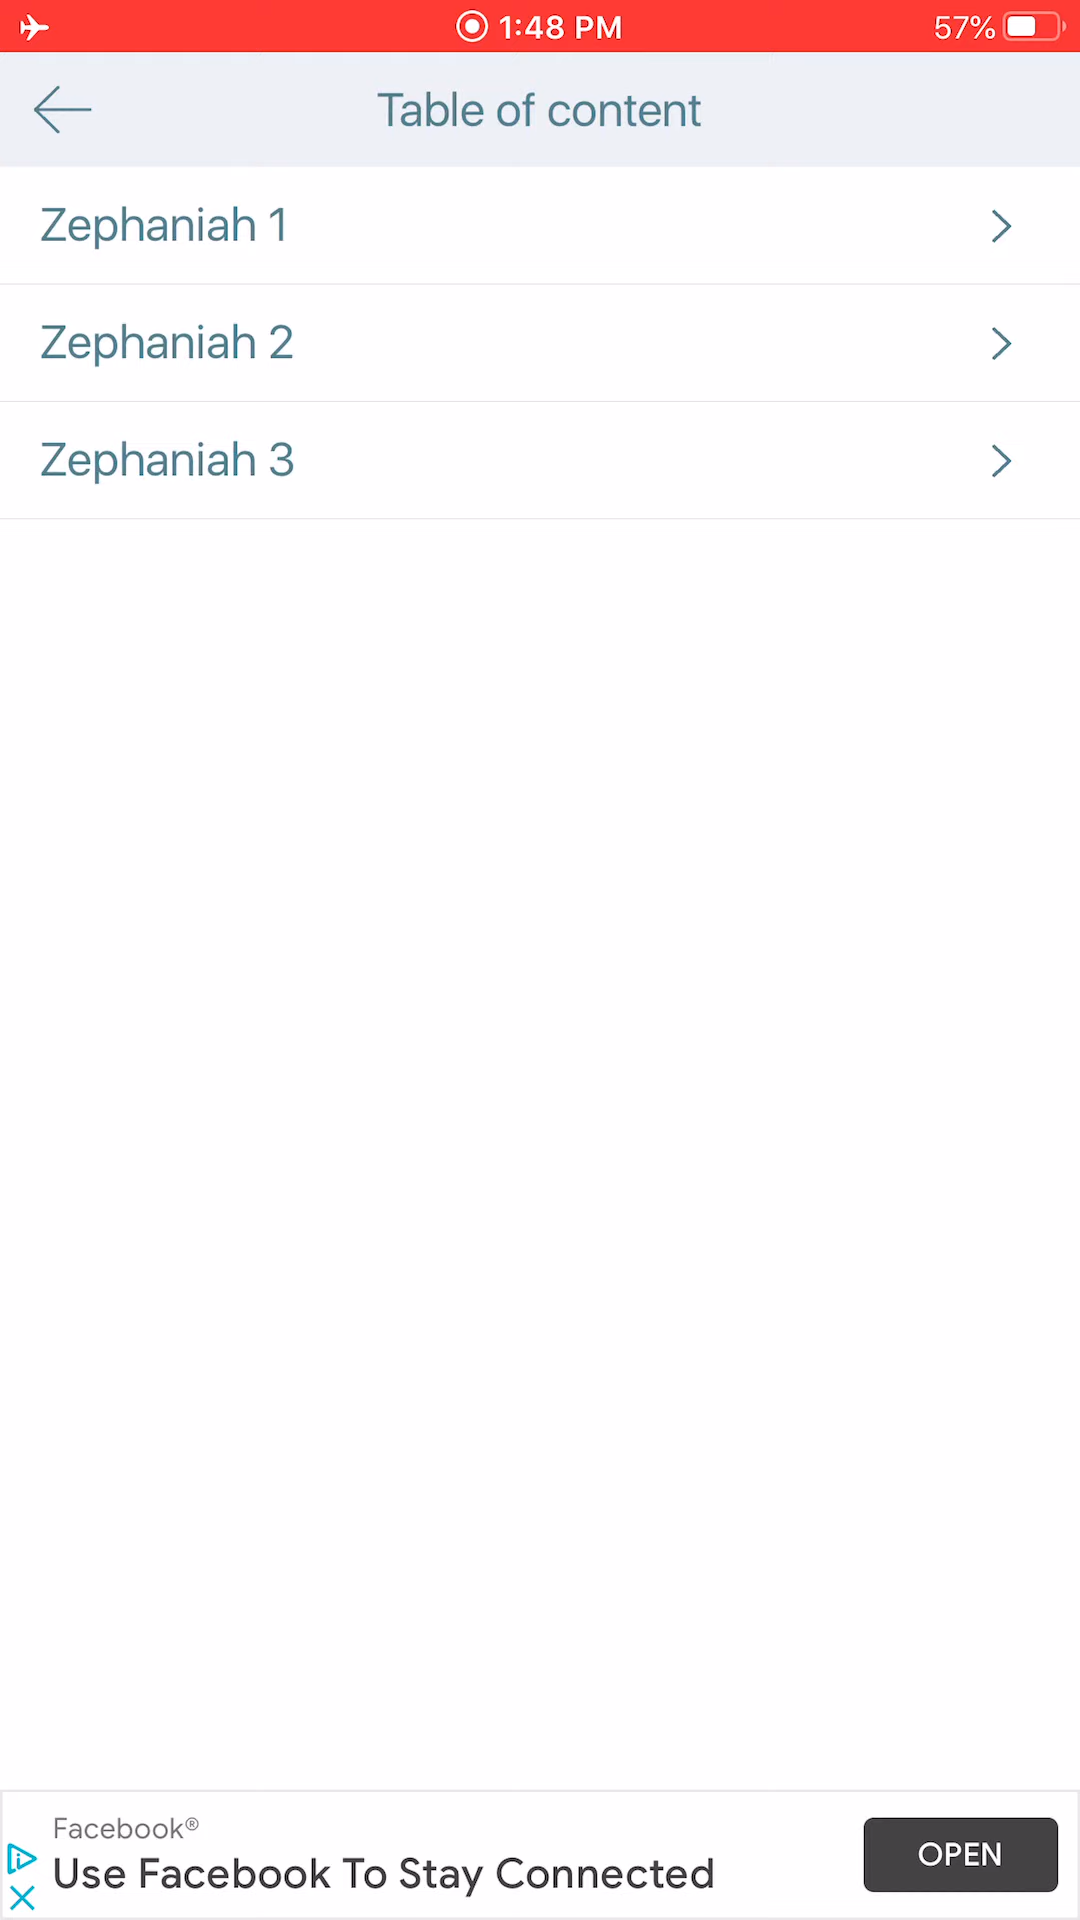 1:48 PM
57%
Table of content
Zephaniah 1
Zephaniah 2
Zephaniah 3
Facebook®
Use Facebook To Stay Connected
OPEN